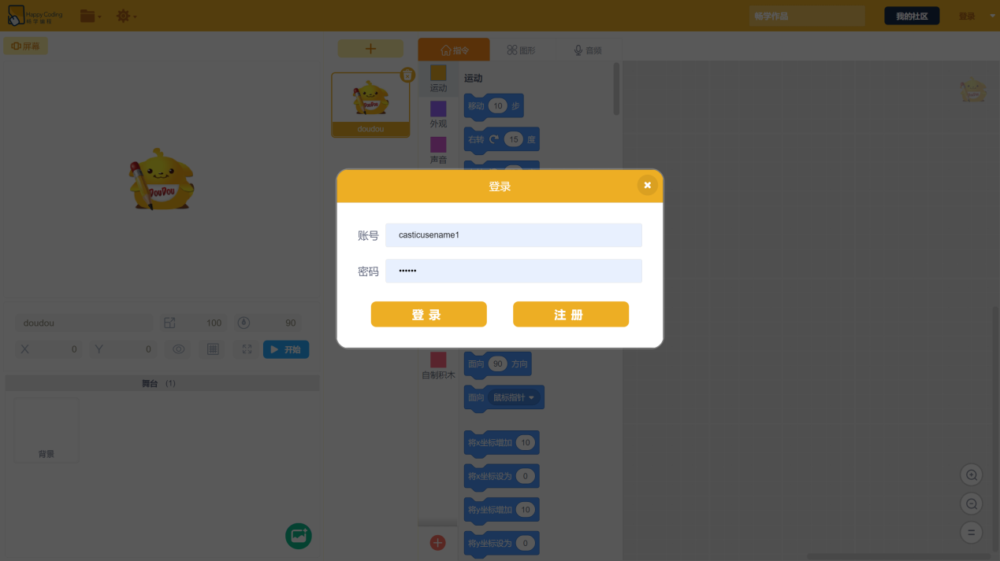 Happy Coding
畅学编程
畅学作品
我的社区
登录
屏幕
指令
图形
音频
运动
运动
移动 10 步
外观
右转 15 度
声音
doudou
DouDou
登录
账号 casticusename1
密码 ••••••
登录
注册
doudou
100
90
X 0
Y 0
开始
舞台 (1)
背景
自制积木
面向 90 方向
面向 鼠标指针
将x坐标增加 10
将x坐标设为 0
将y坐标增加 10
将y坐标设为 0